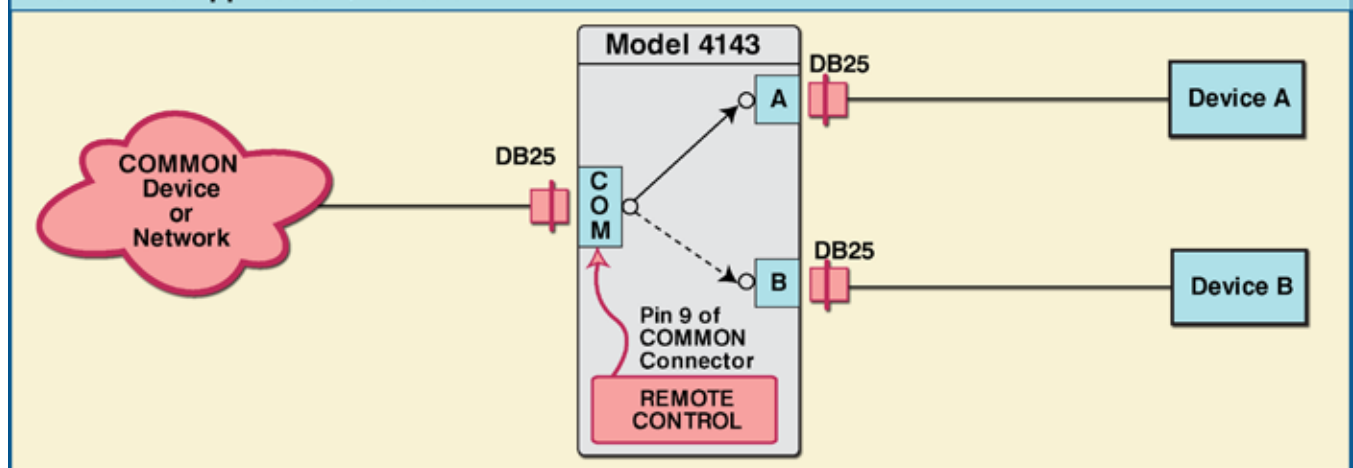 Model 4143
DB25
A
Device A
COMMON
Device
or
Network
DB25
C
O
M
DB25
B
Device B
Pin 9 of
COMMON
Connector
REMOTE
CONTROL